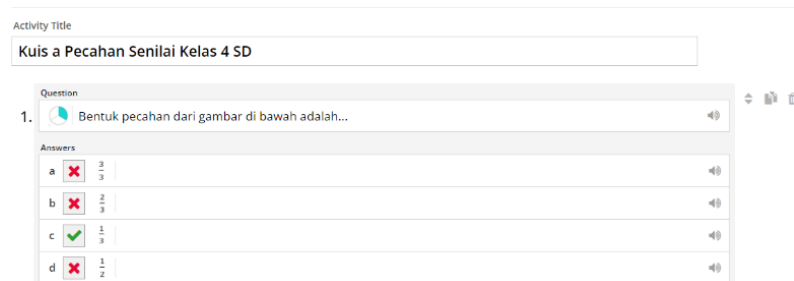 Activity Title
Kuis a Pecahan Senilai Kelas 4 SD
Question
1. Bentuk pecahan dari gambar di bawah adalah...
Answers
a 3/3
b 2/3
c 1/3
d 1/2